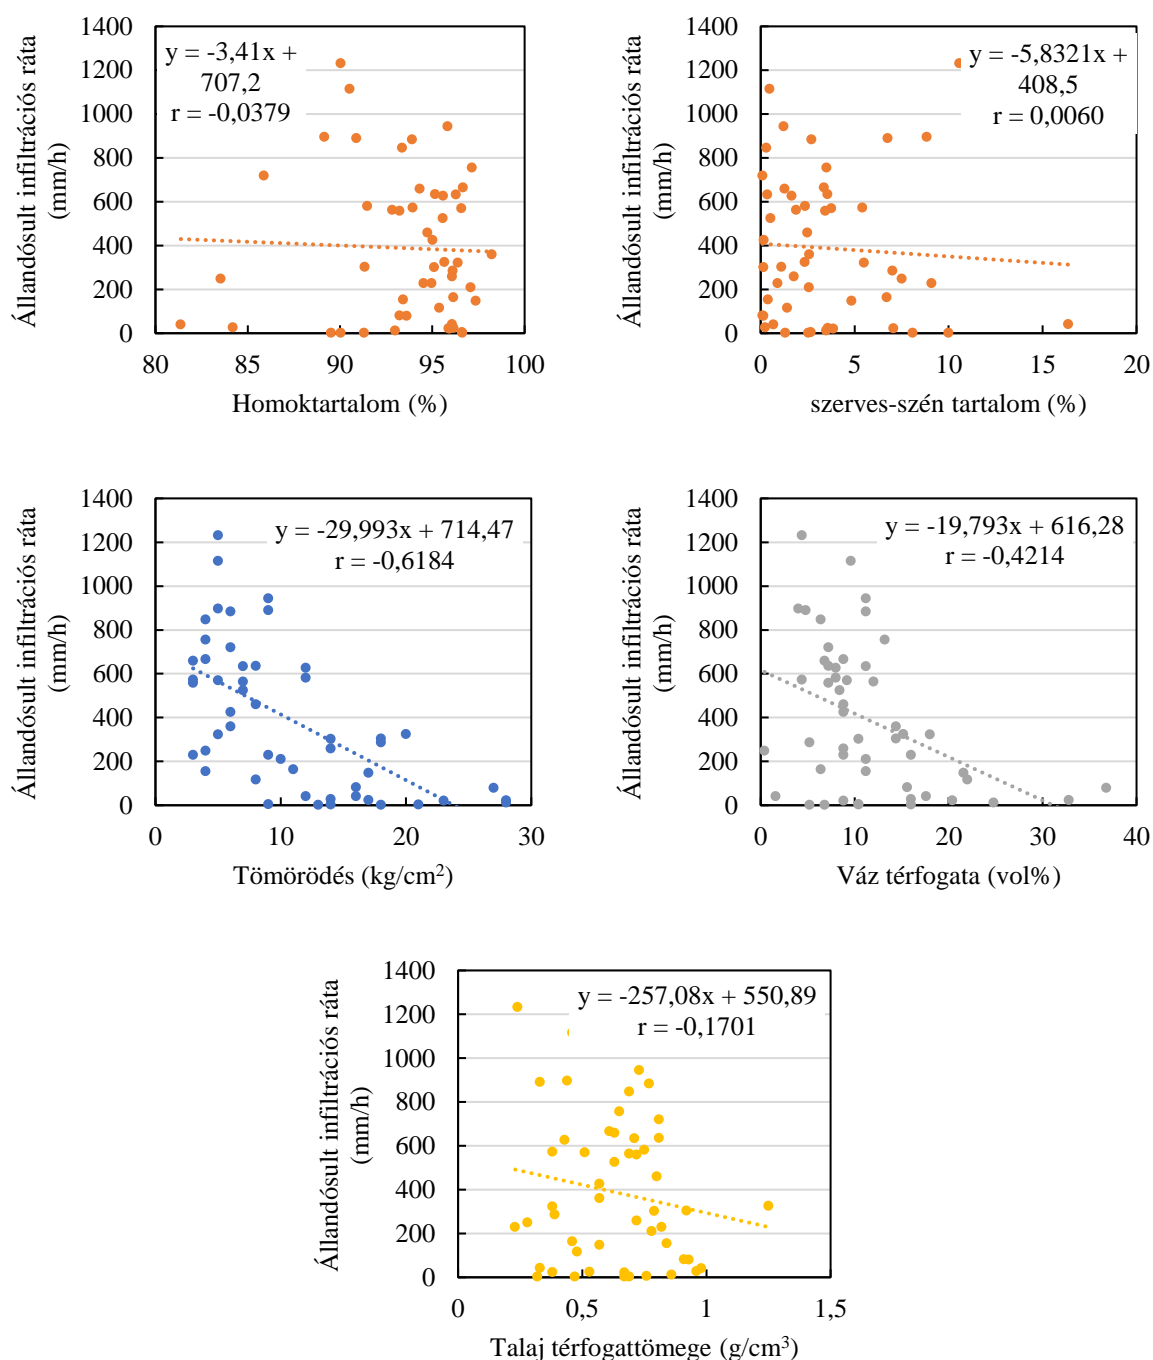 Állandósult infiltrációs ráta
(mm/h)
1400
1200
1000
800
600
400
200
0
80
85
90
95
100
y = -3,41x +
707,2
r = -0,0379
Homoktartalom (%)
Állandósult infiltrációs ráta
(mm/h)
1400
1200
1000
800
600
400
200
0
0
5
10
15
20
y = -5,8321x +
408,5
r = 0,0060
szerves-szén tartalom (%)
Állandósult infiltrációs ráta
(mm/h)
1400
1200
1000
800
600
400
200
0
0
10
20
30
y = -29,993x + 714,47
r = -0,6184
Tömörödés (kg/cm²)
Állandósult infiltrációs ráta
(mm/h)
1400
1200
1000
800
600
400
200
0
0
10
20
30
40
y = -19,793x + 616,28
r = -0,4214
Váz térfogata (vol%)
Állandósult infiltrációs ráta
(mm/h)
1400
1200
1000
800
600
400
200
0
0
0,5
1
1,5
y = -257,08x + 550,89
r = -0,1701
Talaj térfogattömege (g/cm³)